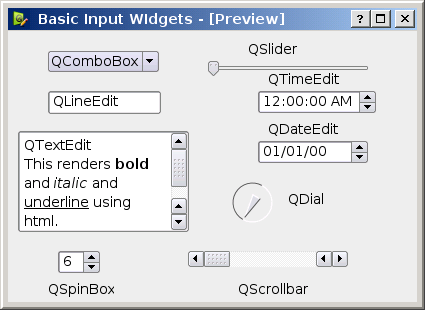 Basic Input WIdgets - [Preview]
QComboBox
QSlider
QTimeEdit
QLineEdit
12:00:00 AM
QDateEdit
QTextEdit
This renders bold
and italic and
underline using
html.
01/01/00
QDial
6
QSpinBox
QScrollbar